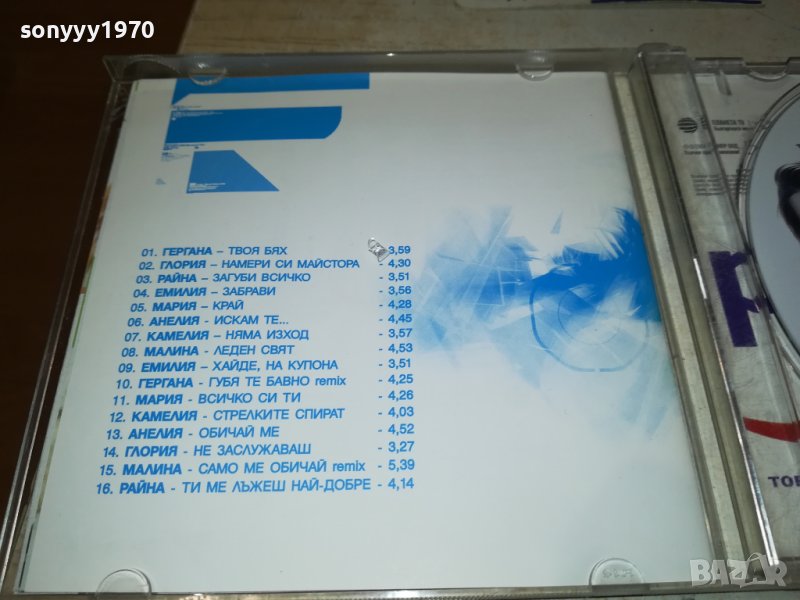 sonyyy1970
01. ГЕРГАНА – ТВОЯ БЯХ - 3,59
02. ГЛОРИЯ – НАМЕРИ СИ МАЙСТОРА - 4,30
03. РАЙНА – ЗАГУБИ ВСИЧКО - 3,51
04. ЕМИЛИЯ – ЗАБРАВИ - 3,56
05. МАРИЯ – КРАЙ - 4,28
06. АНЕЛИЯ - ИСКАМ ТЕ... - 4,45
07. КАМЕЛИЯ – НЯМА ИЗХОД - 3,57
08. МАЛИНА - ЛЕДЕН СВЯТ - 4,53
09. ЕМИЛИЯ – ХАЙДЕ, НА КУПОНА - 3,51
10. ГЕРГАНА - ГУБЯ ТЕ БАВНО remix - 4,25
11. МАРИЯ - ВСИЧКО СИ ТИ - 4,26
12. КАМЕЛИЯ - СТРЕЛКИТЕ СПИРАТ - 4,03
13. АНЕЛИЯ - ОБИЧАЙ МЕ - 4,52
14. ГЛОРИЯ - НЕ ЗАСЛУЖАВАШ - 3,27
15. МАЛИНА - САМО МЕ ОБИЧАЙ remix - 5,39
16. РАЙНА - ТИ МЕ ЛЪЖЕШ НАЙ-ДОБРЕ - 4,14
ТОВ
BAZAR